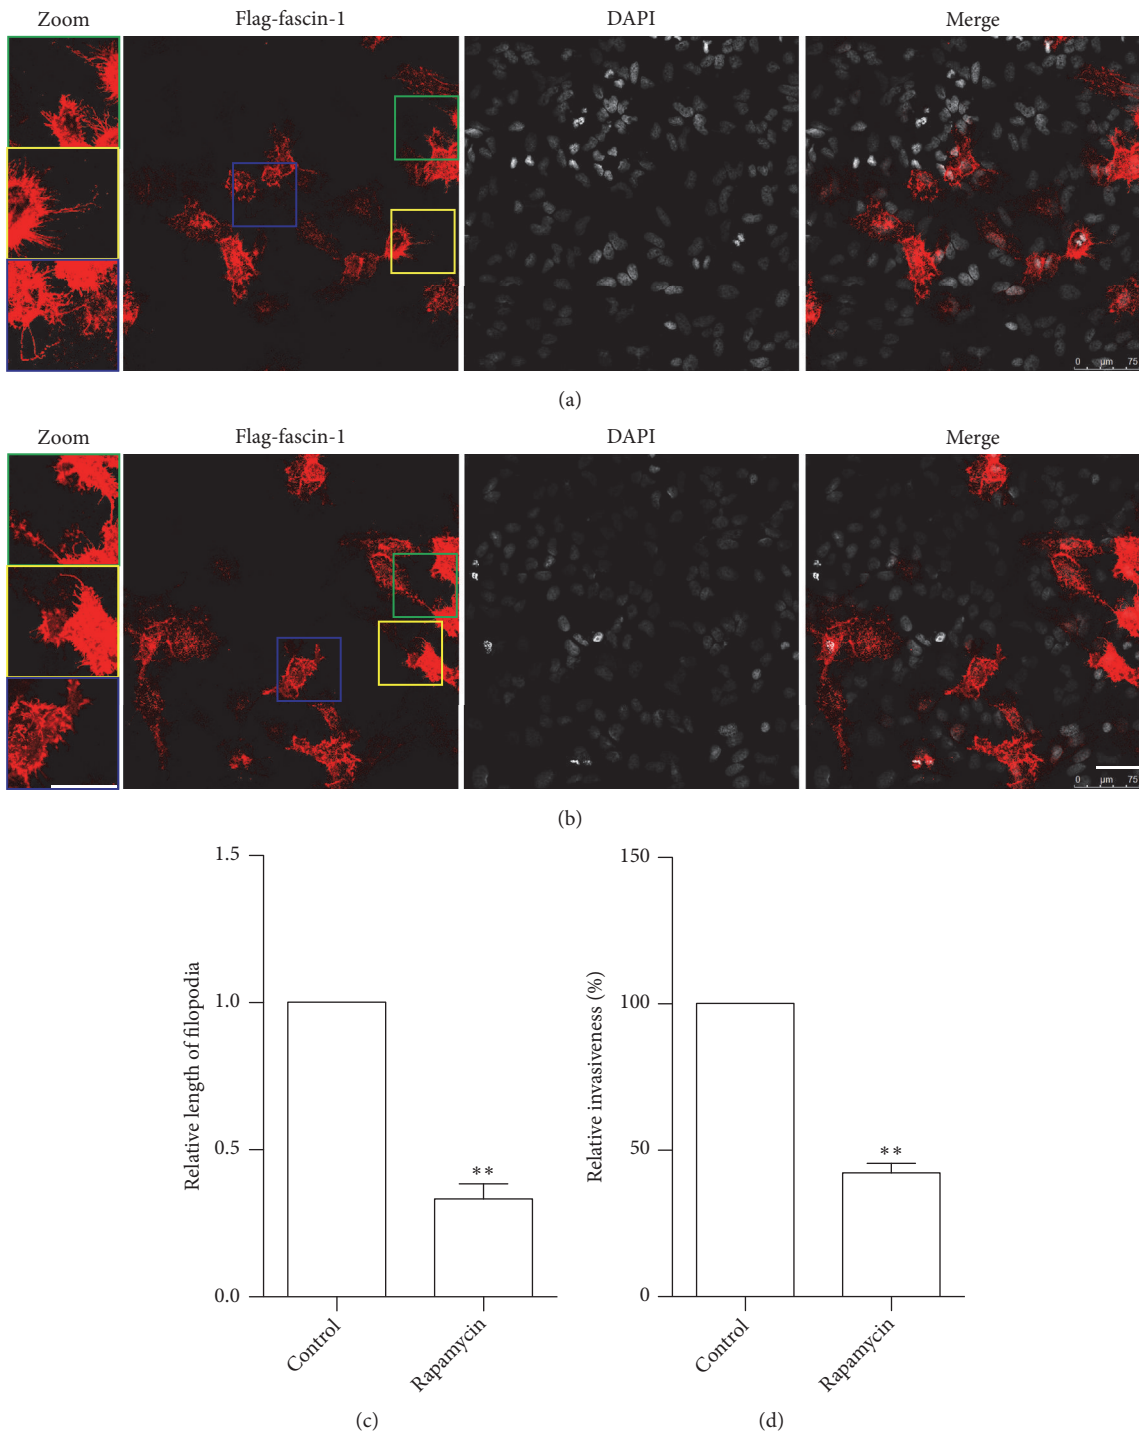 Zoom Flag-fascin-1 DAPI Merge
0 µm 75
(a)
Zoom Flag-fascin-1 DAPI Merge
0 µm 75
(b)
1.5
1.0
0.5
0.0
Relative length of filopodia
**
Control
Rapamycin
(c)
150
100
50
0
Relative invasiveness (%)
**
Control
Rapamycin
(d)